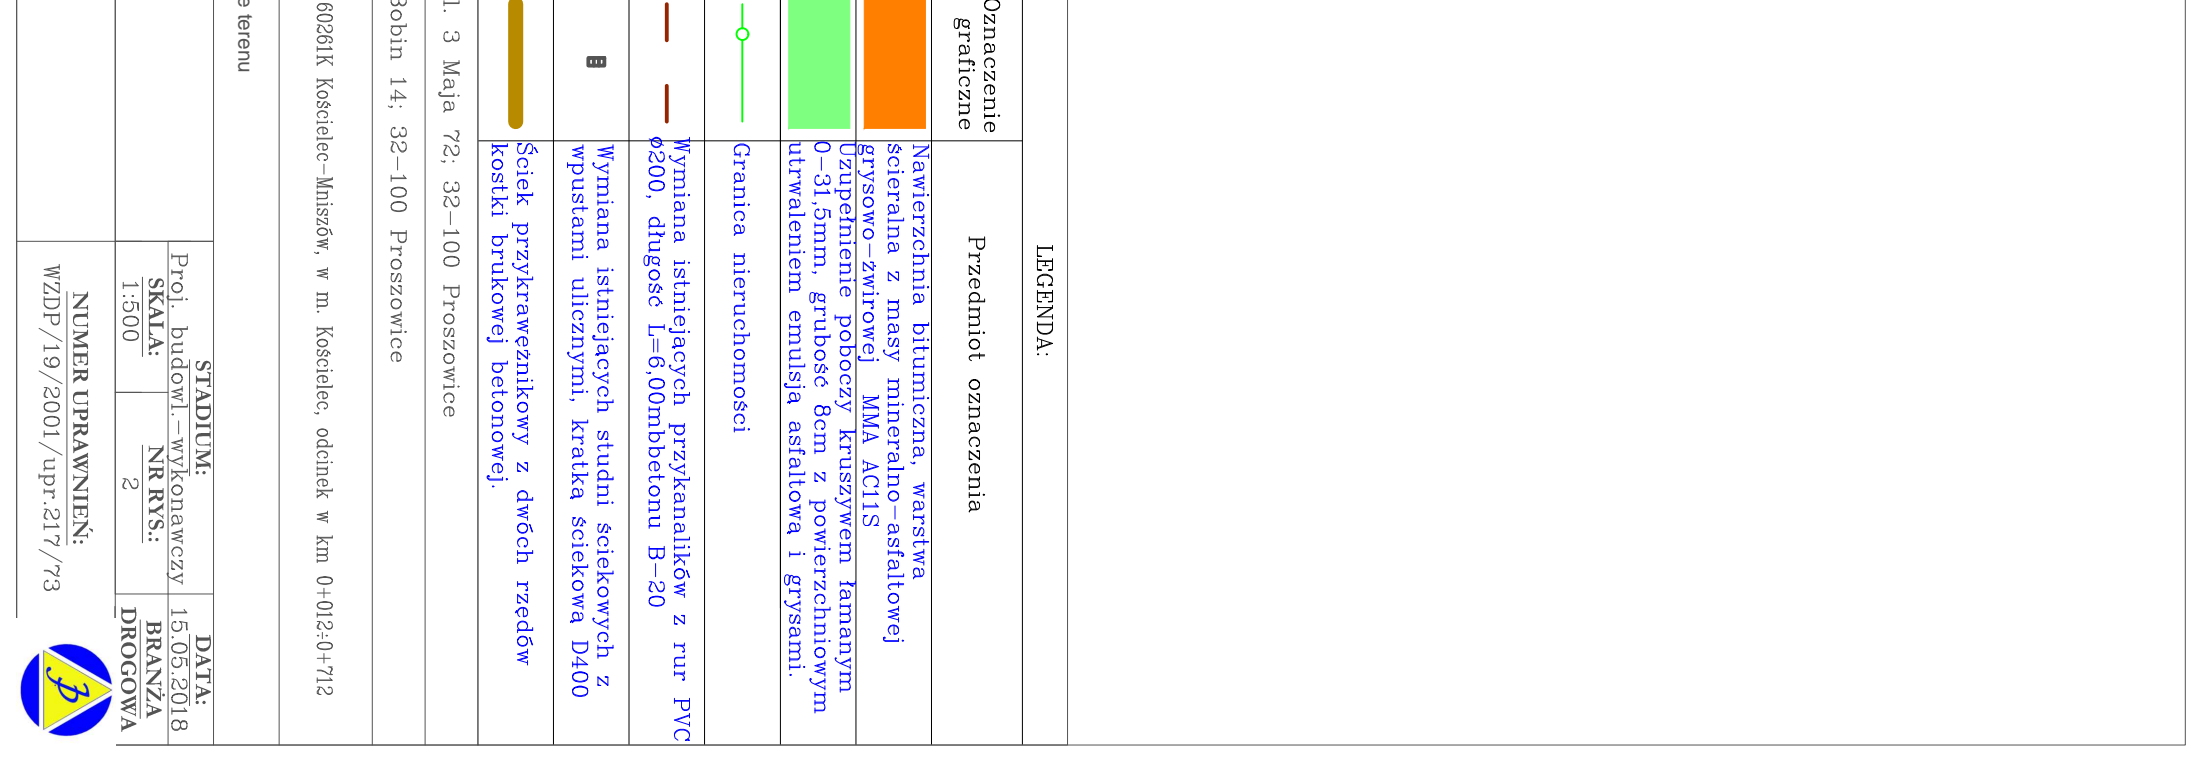 LEGENDA:
Oznaczenie
graficzne
Przedmiot oznaczenia
Nawierzchnia bitumiczna, warstwa
ścieralna z masy mineralno-asfaltowej
grysowo-żwirowej MMA AC11S
Uzupełnienie poboczy kruszywem łamanym
0-31,5mm, grubość 8cm z powierzchniowym
utrwaleniem emulsją asfaltową i grysami.
Granica nieruchomości
Wymiana istniejących przykanalików z rur PVC
ø200, długość L=6,00mbbetonu B-20
Wymiana istniejących studni ściekowych z
wpustami ulicznymi, kratką ściekową D400
Ściek przykrawężnikowy z dwóch rzędów
kostki brukowej betonowej.
l. 3 Maja 72; 32-100 Proszowice
Bobin 14; 32-100 Proszowice
60261K Kościelec-Mniszów, w m. Kościelec, odcinek w km 0+012÷0+712
e terenu
STADIUM:
Proj. budowl.-wykonawczy
DATA:
15.05.2018
SKALA:
1:500
NR RYS.:
2
BRANŻA
DROGOWA
NUMER UPRAWNIEŃ:
WZDP/19/2001/upr.217/73
B